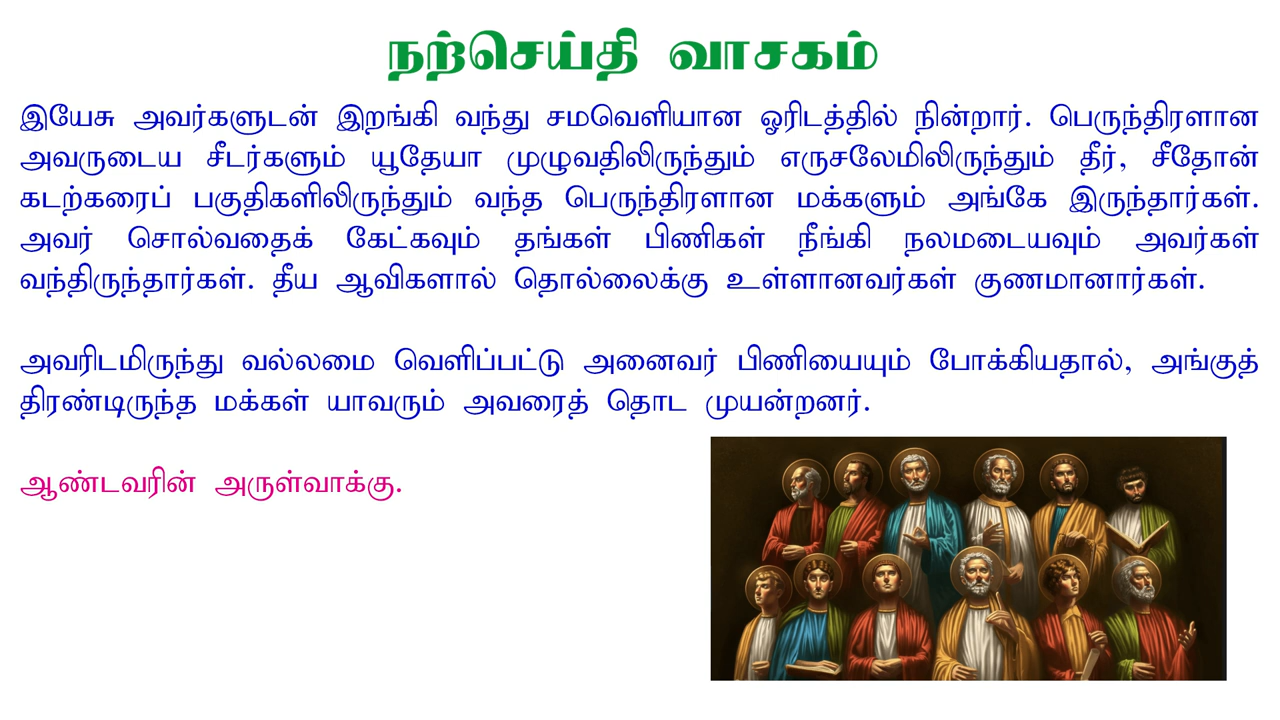 நற்செய்தி வாசகம்
இயேசு அவர்களுடன் இறங்கி வந்து சமவெளியான ஓரிடத்தில் நின்றார். பெருந்திரளான
அவருடைய சீடர்களும் யூதேயா முழுவதிலிருந்தும் எருசலேமிலிருந்தும் தீர், சீதோன்
கடற்கரைப் பகுதிகளிலிருந்தும் வந்த பெருந்திரளான மக்களும் அங்கே இருந்தார்கள்.
அவர் சொல்வதைக் கேட்கவும் தங்கள் பிணிகள் நீங்கி நலமடையவும் அவர்கள்
வந்திருந்தார்கள். தீய ஆவிகளால் தொல்லைக்கு உள்ளானவர்கள் குணமானார்கள்.
அவரிடமிருந்து வல்லமை வெளிப்பட்டு அனைவர் பிணியையும் போக்கியதால், அங்குத்
திரண்டிருந்த மக்கள் யாவரும் அவரைத் தொட முயன்றனர்.
ஆண்டவரின் அருள்வாக்கு.